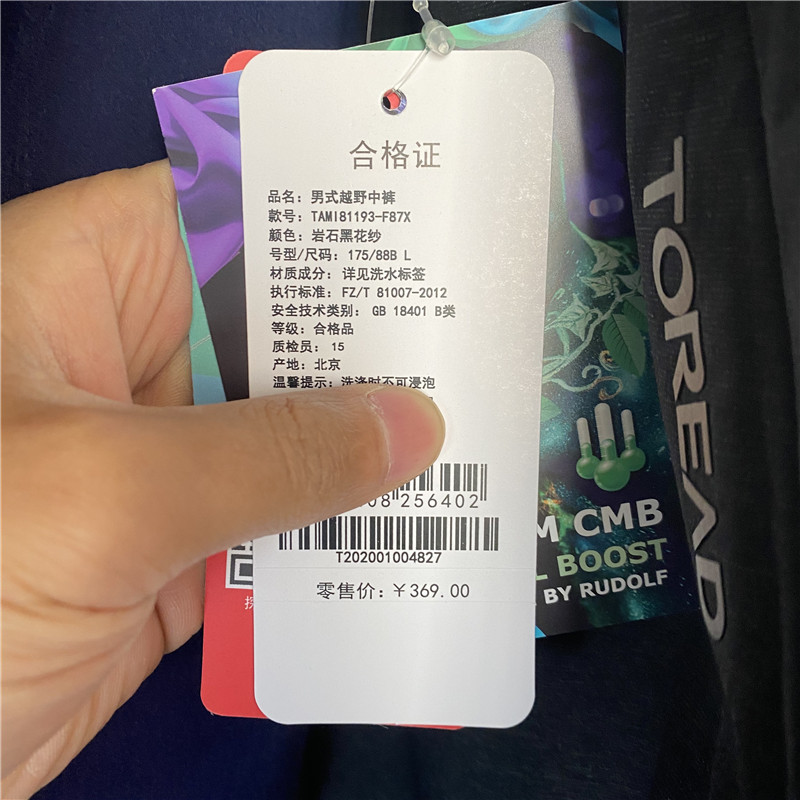 合格证
品名：男式越野中裤
款号：TAMI81193-F87X
颜色：岩石黑花纱
号型/尺码：175/88B L
材质成分：详见洗水标签
执行标准：FZ/T 81007-2012
安全技术类别： GB 18401 B类
等级：合格品
质检员： 15
产地：北京
温馨提示：洗涤时不可浸泡
08 256402
T202001004827
零售价：￥369.00
M CMB
L BOOST
BY RUDOLF
TOREAD
探